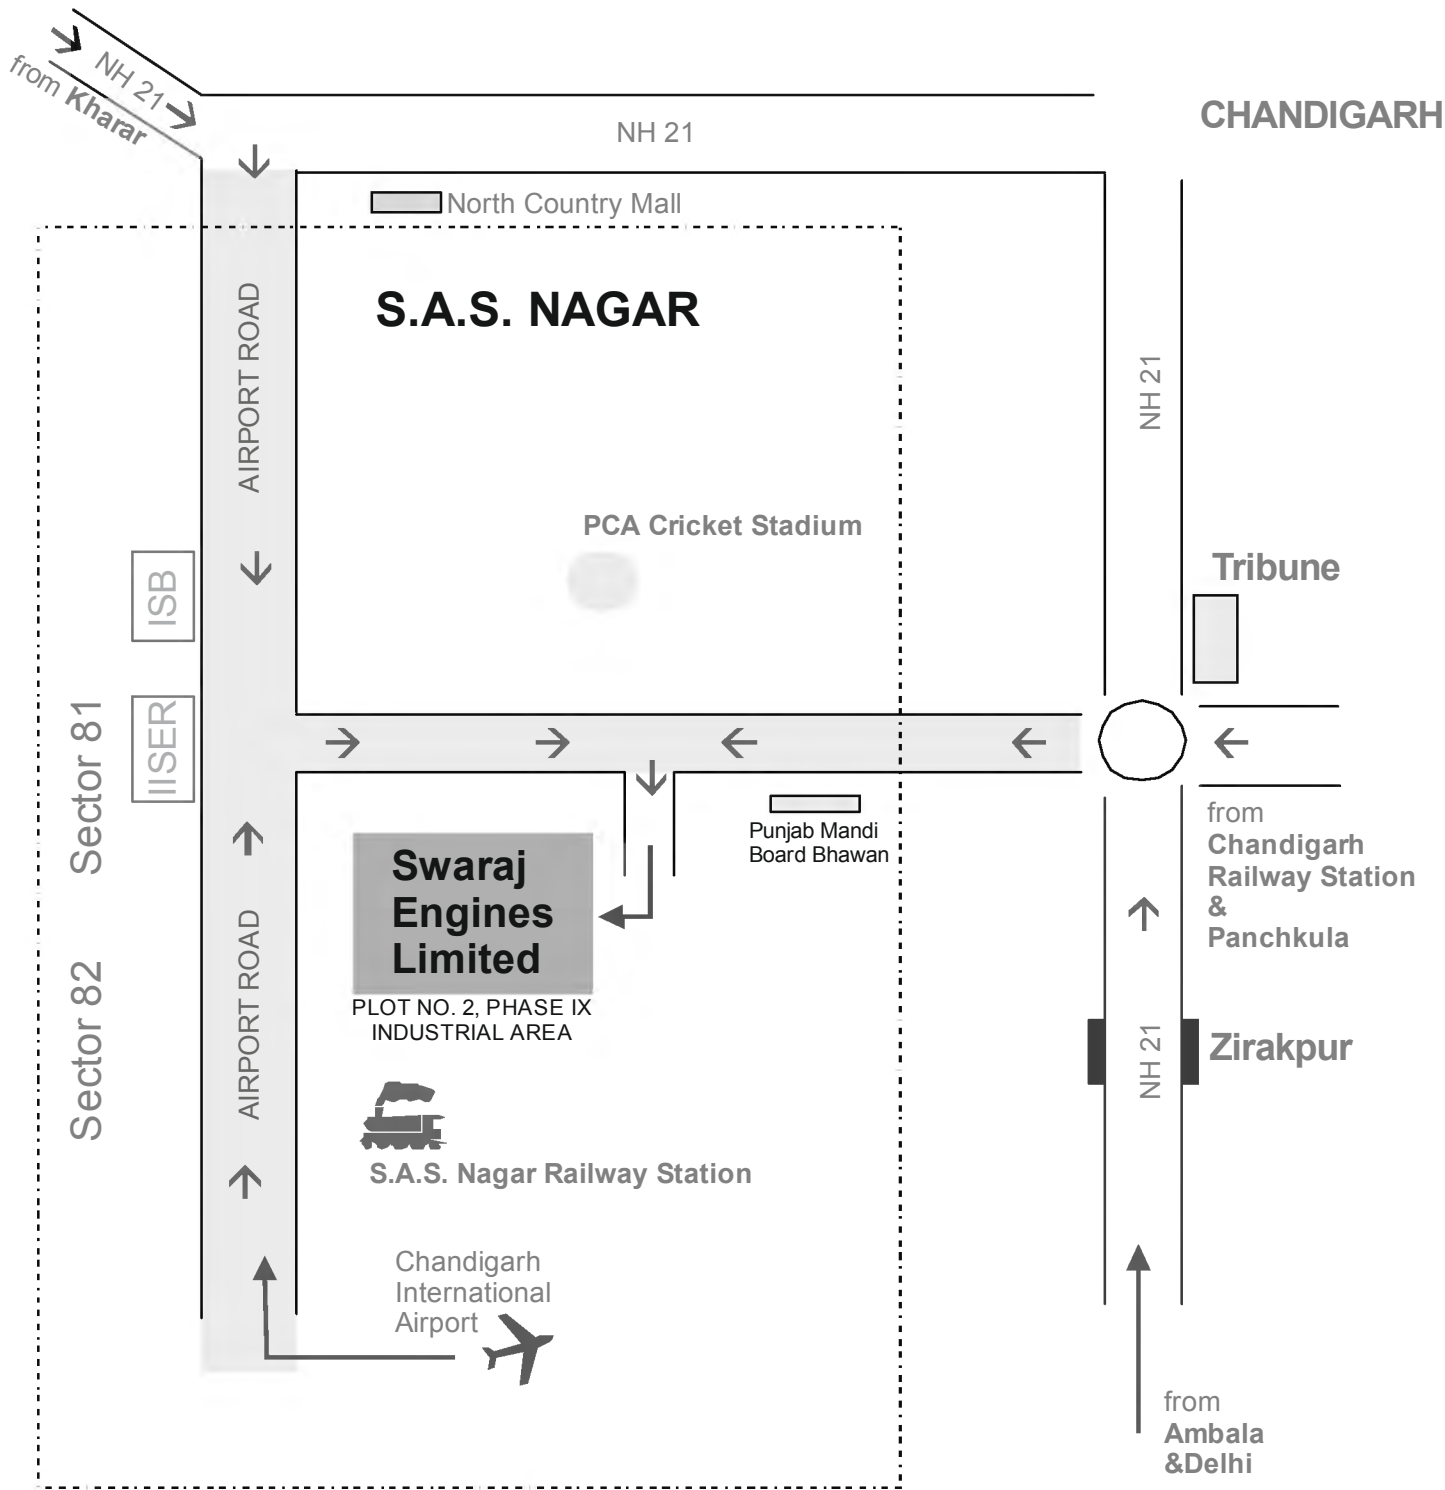 NH 21
from Kharar
NH 21
CHANDIGARH
North Country Mall
S.A.S. NAGAR
AIRPORT ROAD
NH 21
PCA Cricket Stadium
Tribune
ISB
IISER
Sector 81
Punjab Mandi
Board Bhawan
from
Chandigarh
Railway Station
&
Panchkula
Swaraj
Engines
Limited
PLOT NO. 2, PHASE IX
INDUSTRIAL AREA
AIRPORT ROAD
Sector 82
NH 21
Zirakpur
S.A.S. Nagar Railway Station
Chandigarh
International
Airport
from
Ambala
&Delhi